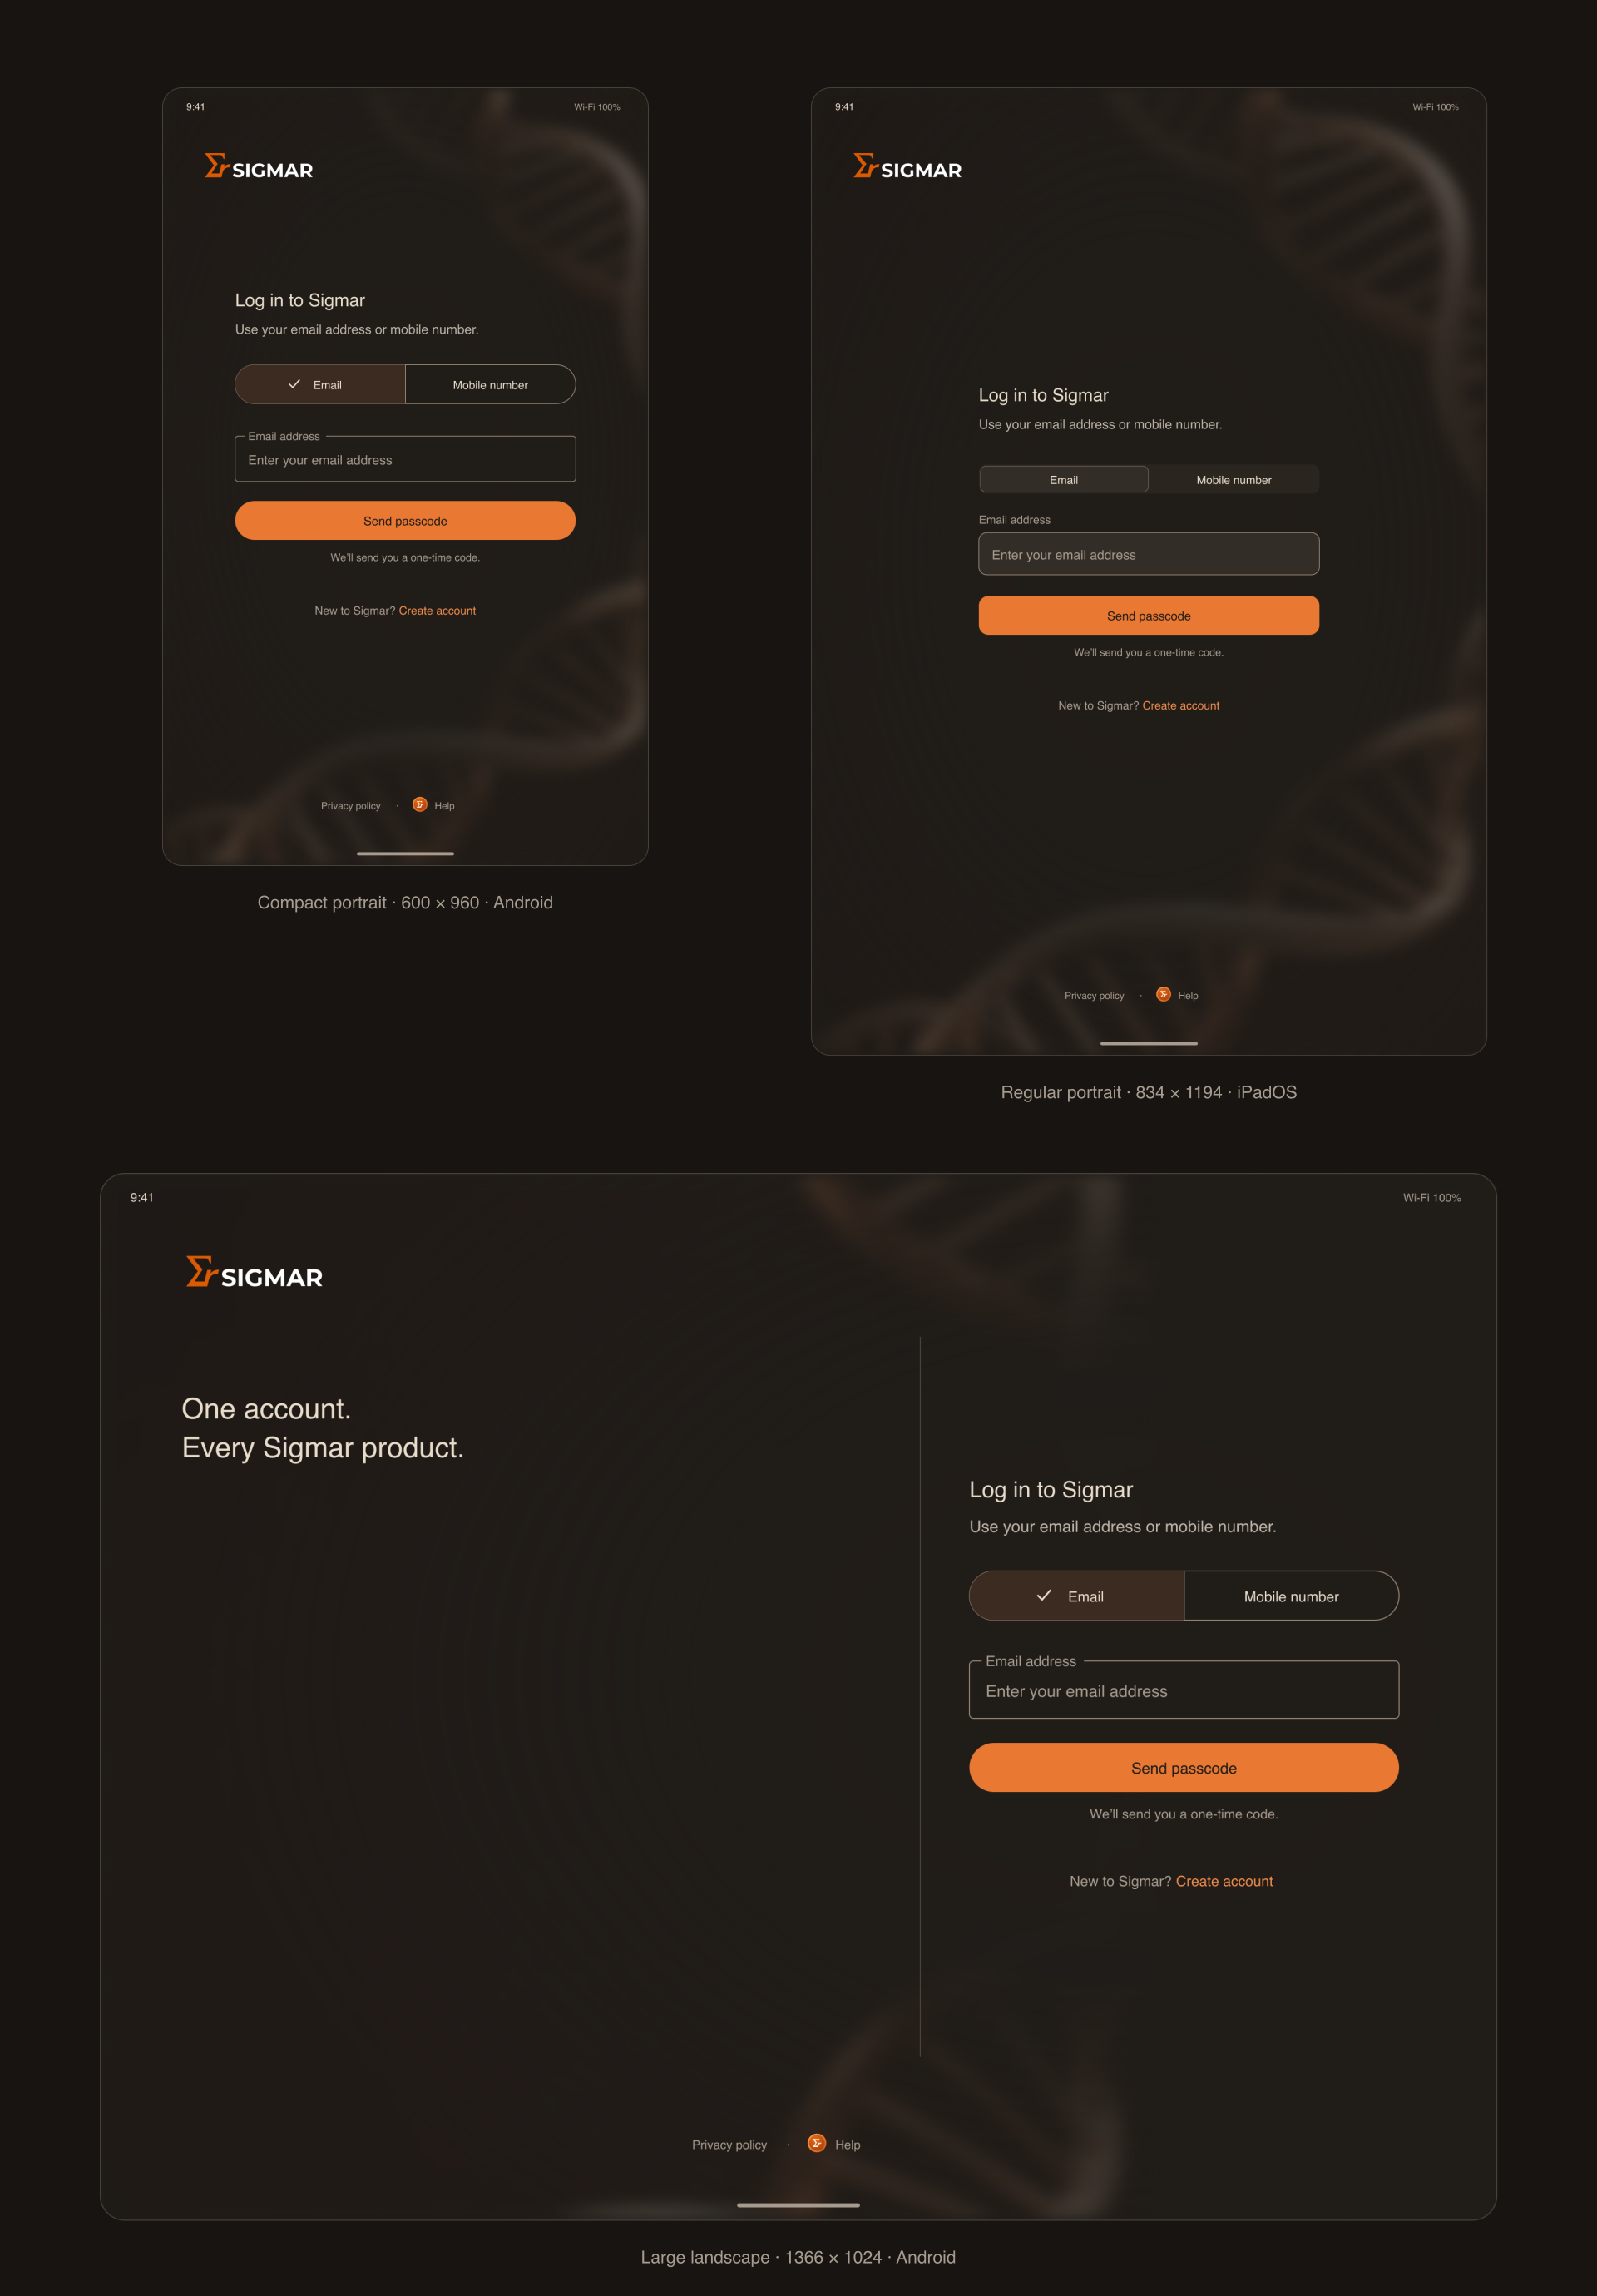 9:41
Wi-Fi 100%
Σr SIGMAR
Log in to Sigmar
Use your email address or mobile number.
Email
Mobile number
Email address
Enter your email address
Send passcode
We'll send you a one-time code.
New to Sigmar? Create account
Privacy policy · Σr Help
Compact portrait · 600 × 960 · Android
9:41
Wi-Fi 100%
Σr SIGMAR
Log in to Sigmar
Use your email address or mobile number.
Email
Mobile number
Email address
Enter your email address
Send passcode
We'll send you a one-time code.
New to Sigmar? Create account
Privacy policy · Σr Help
Regular portrait · 834 × 1194 · iPadOS
9:41
Wi-Fi 100%
Σr SIGMAR
One account.
Every Sigmar product.
Log in to Sigmar
Use your email address or mobile number.
Email
Mobile number
Email address
Enter your email address
Send passcode
We'll send you a one-time code.
New to Sigmar? Create account
Privacy policy · Σr Help
Large landscape · 1366 × 1024 · Android